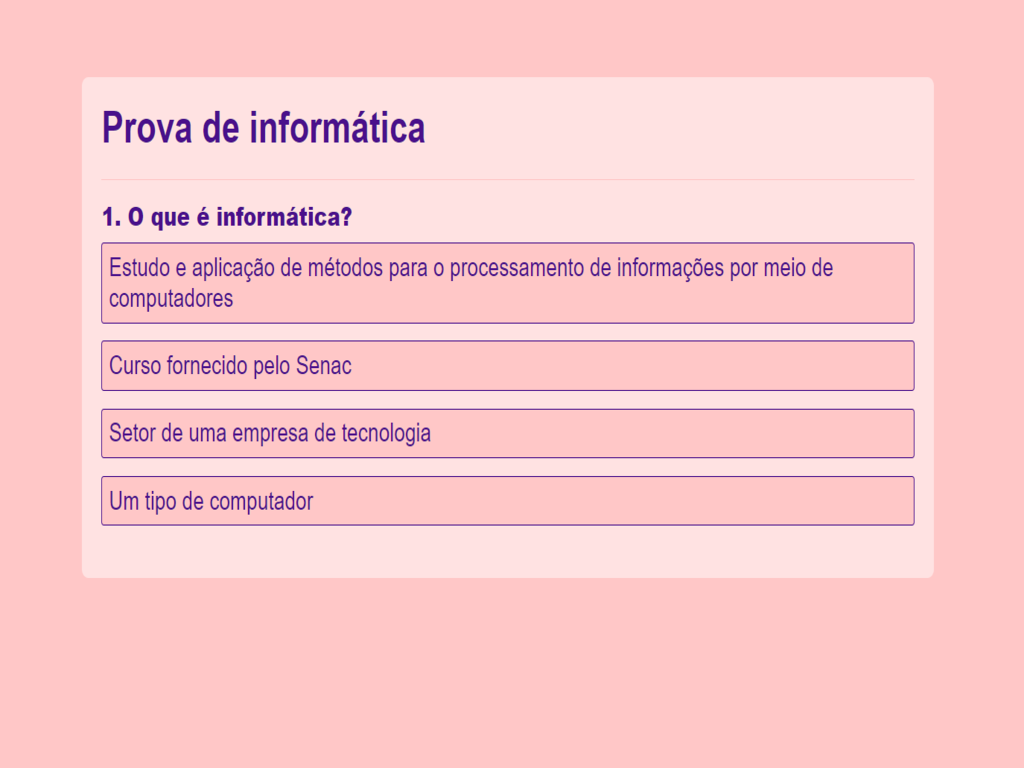 Prova de informática
1. O que é informática?
Estudo e aplicação de métodos para o processamento de informações por meio de
computadores
Curso fornecido pelo Senac
Setor de uma empresa de tecnologia
Um tipo de computador